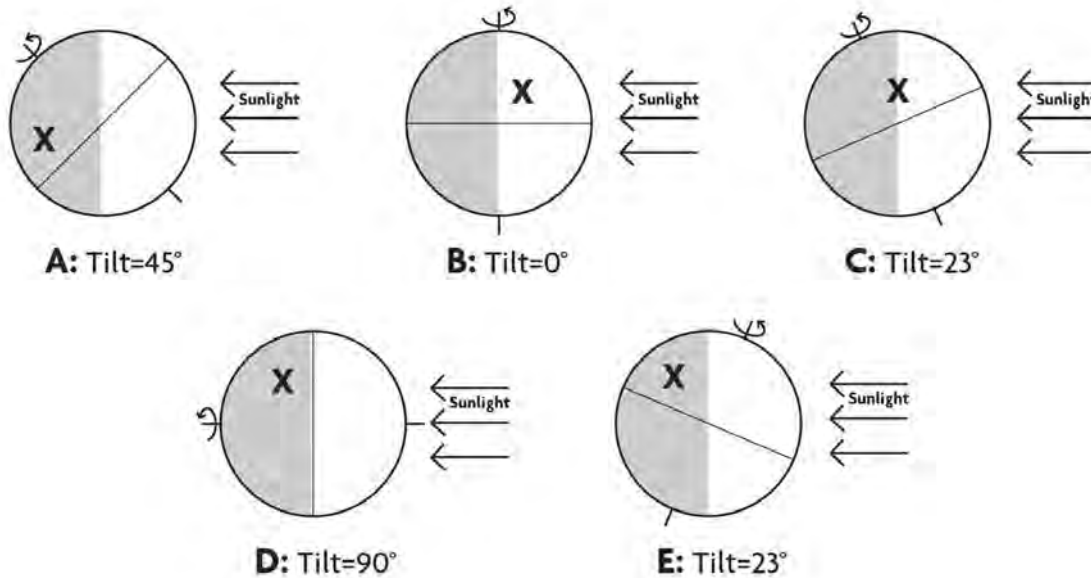 X
Sunlight
A: Tilt=45°
X
Sunlight
B: Tilt=0°
X
Sunlight
C: Tilt=23°
X
Sunlight
D: Tilt=90°
X
Sunlight
E: Tilt=23°